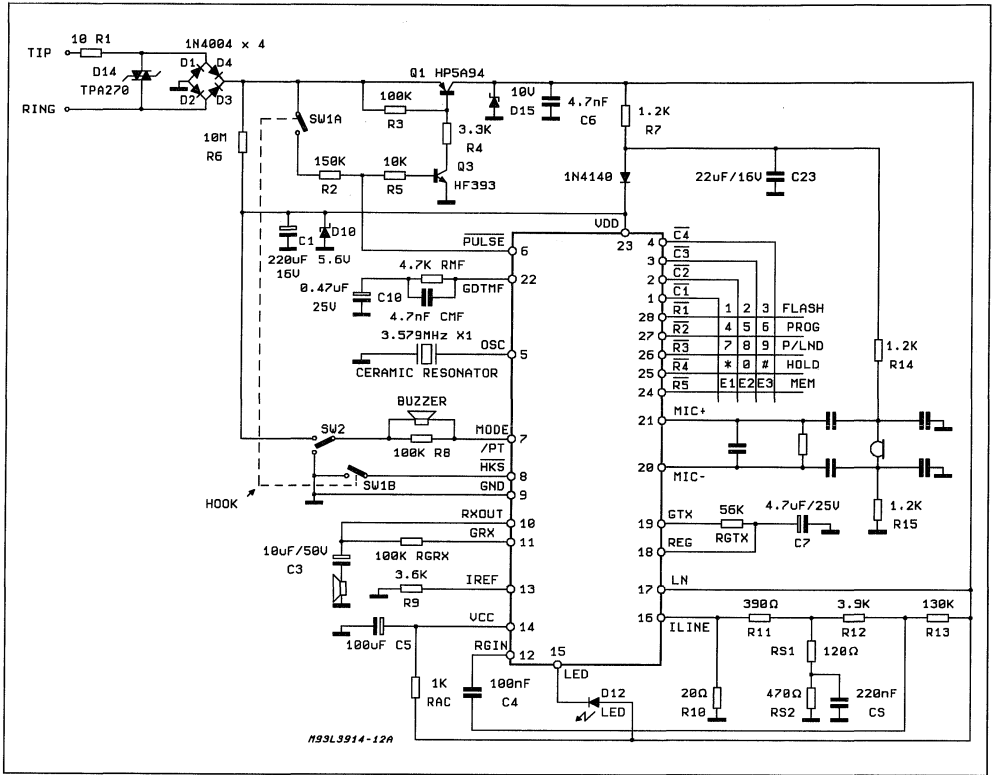 TIP
10 R1
1N4004 x 4
D1
D4
D14
TPA270
D2
D3
RING
Q1 HP5A94
SW1A
100K
R3
10V
D15
4.7nF
C6
1.2K
R7
3.3K
R4
10M
R6
150K
R2
10K
R5
Q3
HF393
1N4140
22uF/16V
C23
C1
220uF
16V
D10
5.6V
VDD
23
PULSE
6
C4
4
C3
3
C2
2
C1
1
4.7K RMF
22
GDTMF
0.47uF
25V
C10
4.7nF CMF
R1
28
1 2 3 FLASH
R2
27
4 5 6 PROG
R3
26
7 8 9 P/LND
R4
25
* 0 # HOLD
R5
24
E1 E2 E3 MEM
3.579MHz X1
OSC
5
CERAMIC RESONATOR
1.2K
R14
BUZZER
SW2
100K R8
MODE
/PT
7
21
MIC+
HKS
8
SW1B
GND
9
HOOK
20
MIC-
1.2K
R15
RXOUT
10
GRX
11
10uF/50V
C3
100K RGRX
19
GTX
56K
RGTX
4.7uF/25V
C7
18
REG
3.6K
R9
IREF
13
17
LN
VCC
14
100uF C5
RGIN
12
16
ILINE
390Ω
R11
3.9K
R12
130K
R13
RS1
120Ω
15
LED
1K
RAC
100nF
C4
D12
LED
20Ω
R10
470Ω
RS2
220nF
CS
M93L3914-12A